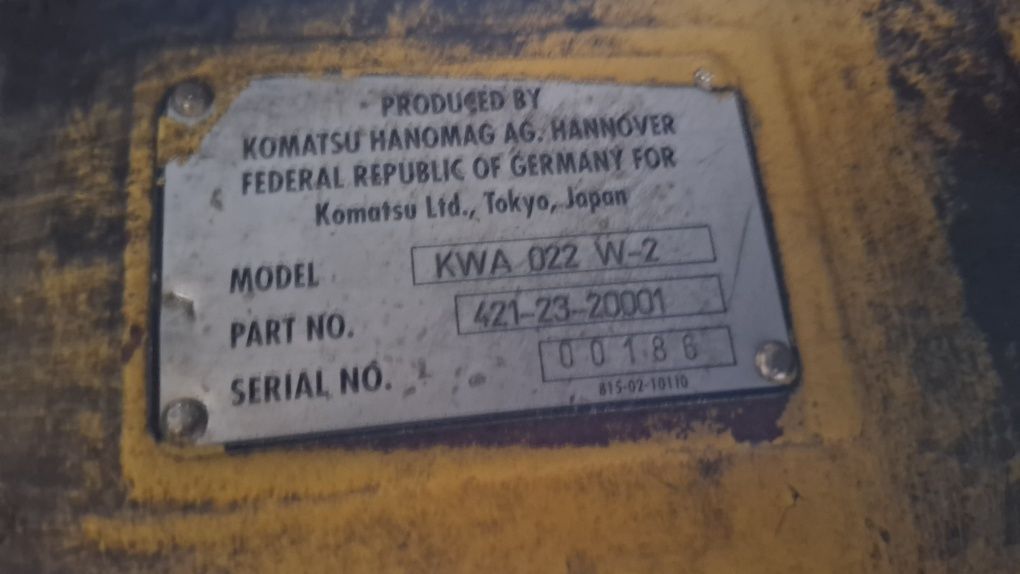 PRODUCED BY
KOMATSU HANOMAG AG. HANNOVER
FEDERAL REPUBLIC OF GERMANY FOR
Komatsu Ltd., Tokyo, Japan
MODEL KWA 022 W-2
PART NO. 421-23-20001
SERIAL NO. 00186
815-02-10110